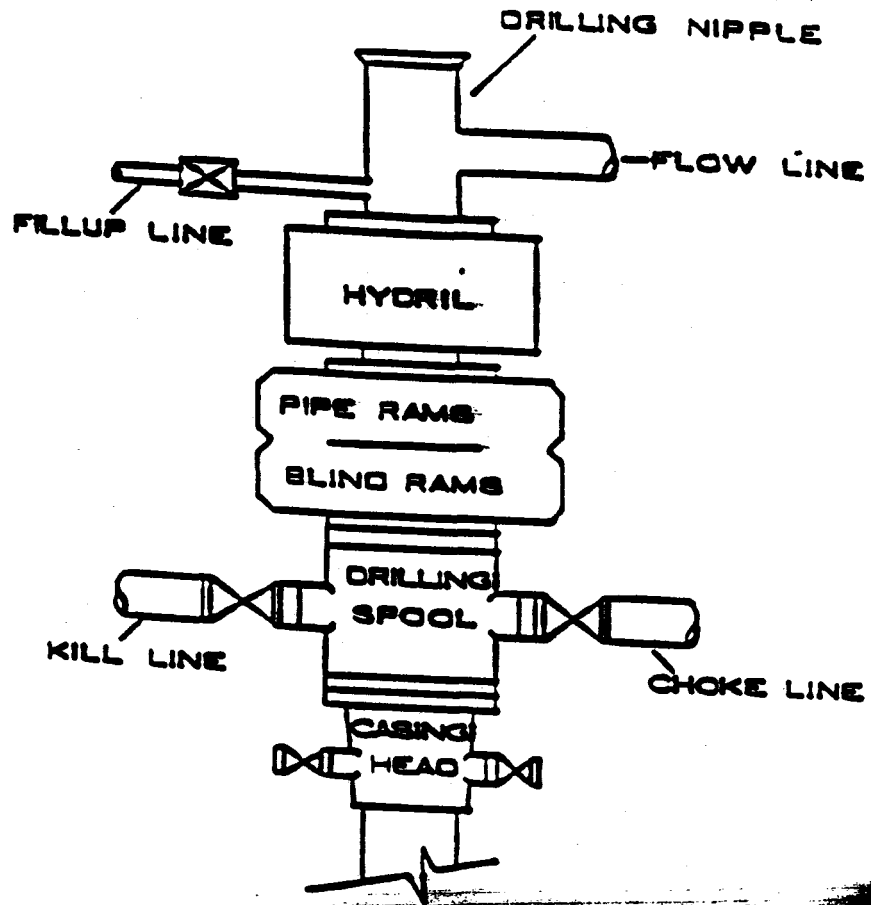 DRILLING NIPPLE
FLOW LINE
FILLUP LINE
HYDRIL
PIPE RAMS
BLIND RAMS
DRILLING
SPOOL
KILL LINE
CHOKE LINE
CASING
HEAD